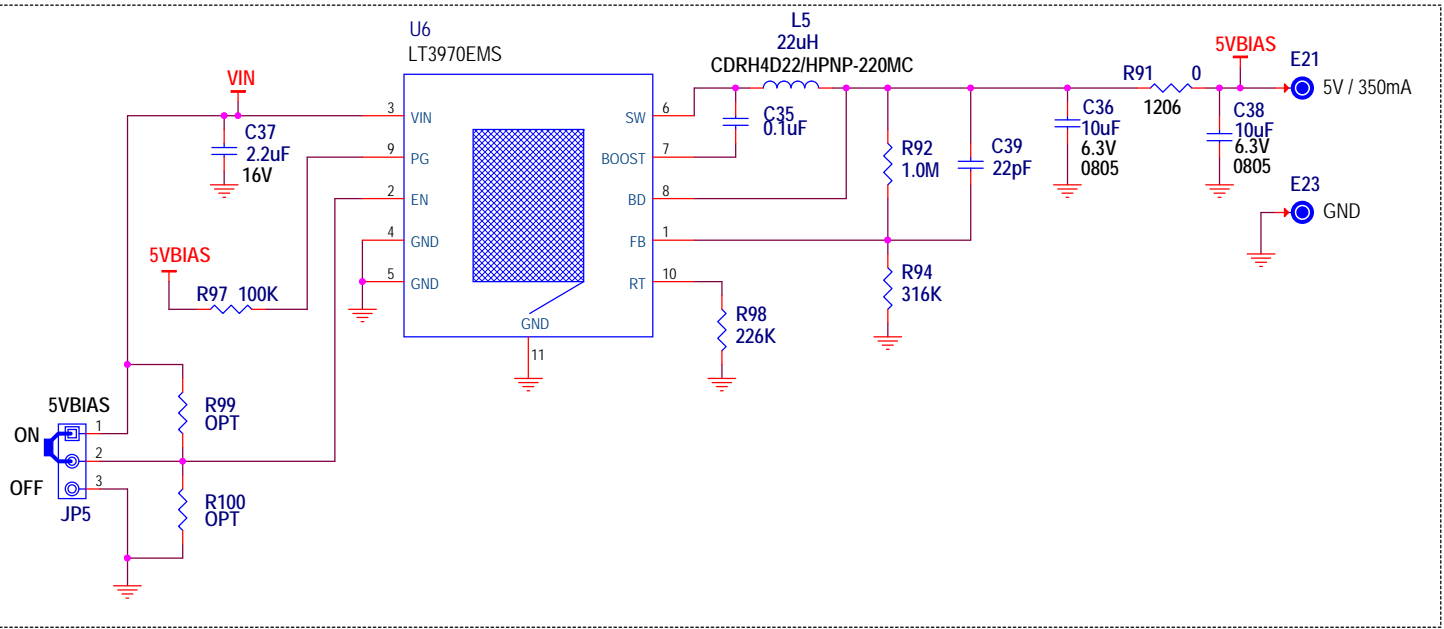 U6
LT3970EMS
L5
22uH
CDRH4D22/HPNP-220MC
VIN
5VBIAS
E21
5V / 350mA
R91 0
1206
C37
2.2uF
16V
3 VIN
9 PG
2 EN
4 GND
5 GND
GND
11
SW 6
BOOST 7
BD 8
FB 1
RT 10
C35
0.1uF
R92
1.0M
C39
22pF
C36
10uF
6.3V
0805
C38
10uF
6.3V
0805
E23
GND
5VBIAS
R97 100K
R98
226K
R94
316K
5VBIAS
ON
OFF
1
2
3
JP5
R99
OPT
R100
OPT